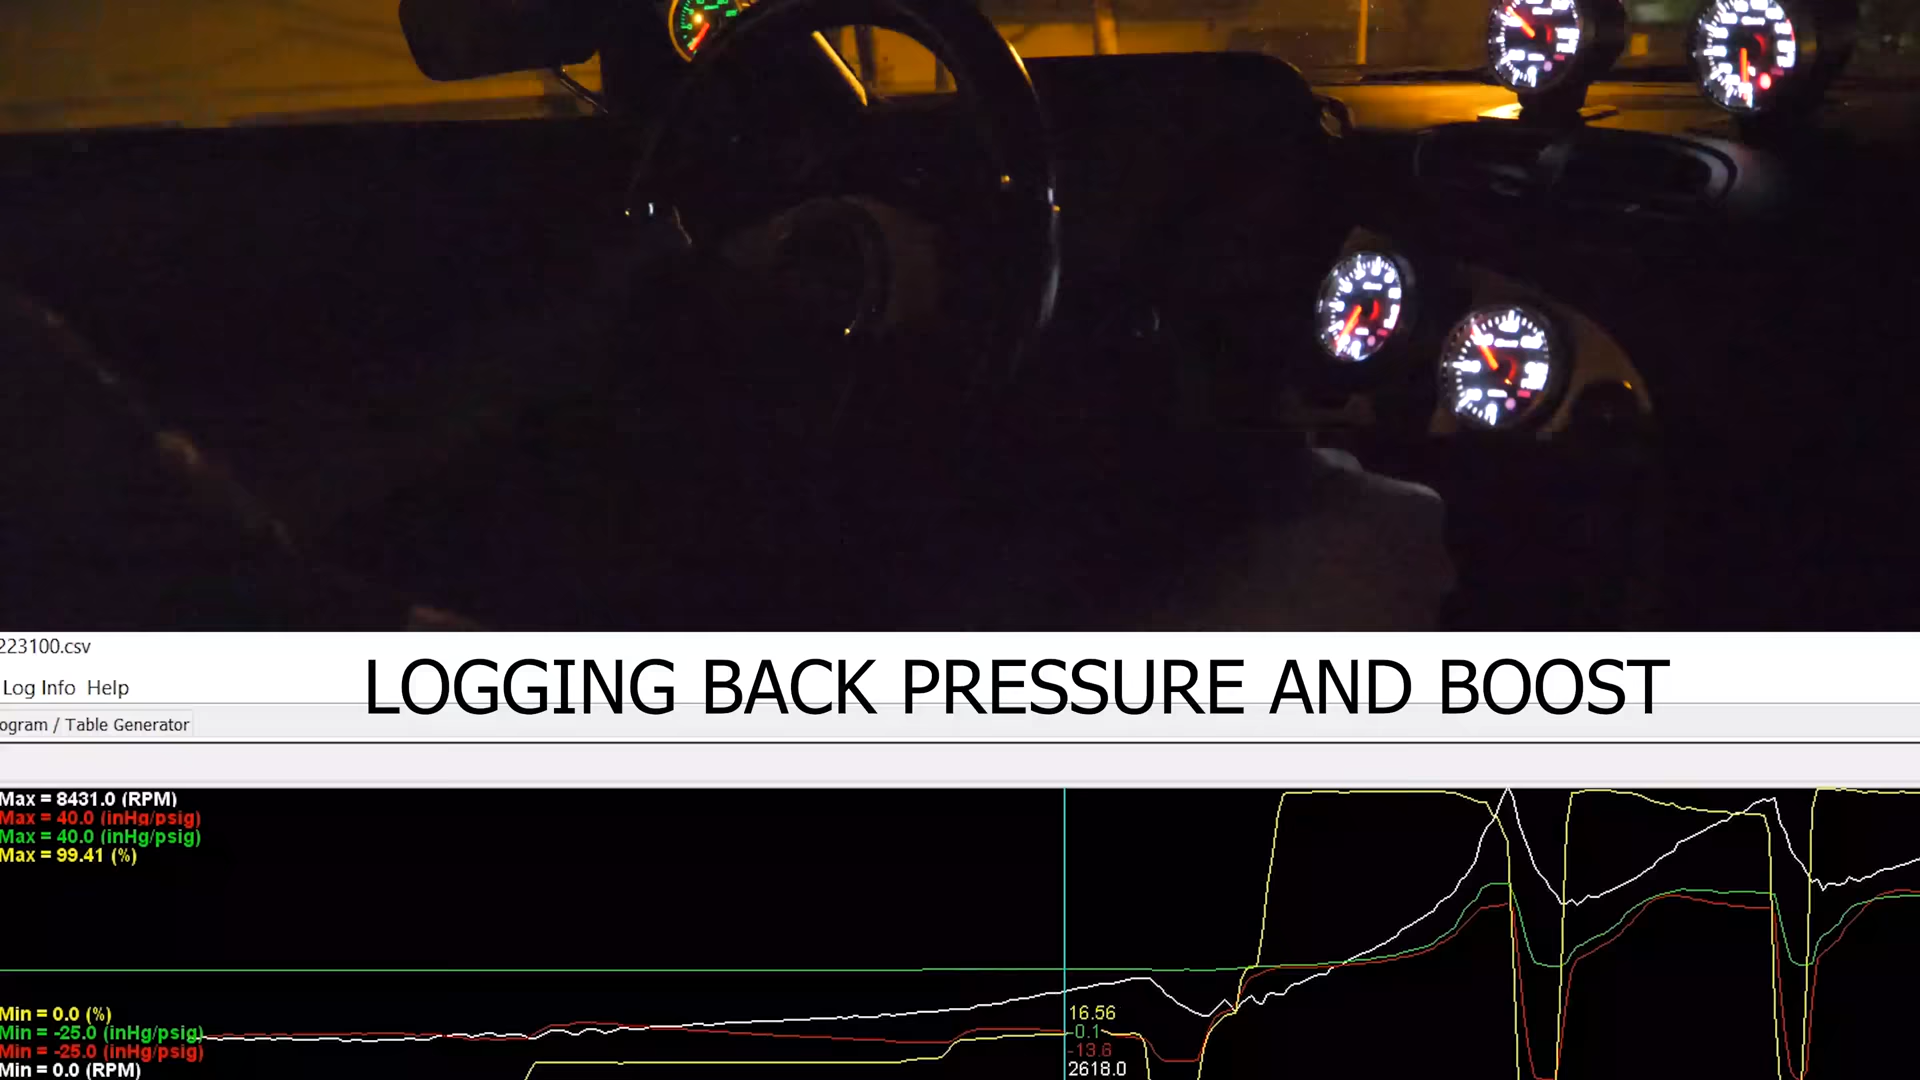 223100.csv
LOGGING BACK PRESSURE AND BOOST
Log Info Help
ogram / Table Generator
Max = 8431.0 (RPM)
Max = 40.0 (inHg/psig)
Max = 40.0 (inHg/psig)
Max = 99.41 (%)
Min = 0.0 (%)
Min = -25.0 (inHg/psig)
Min = -25.0 (inHg/psig)
Min = 0.0 (RPM)
16.56
-0.1
-13.6
2618.0